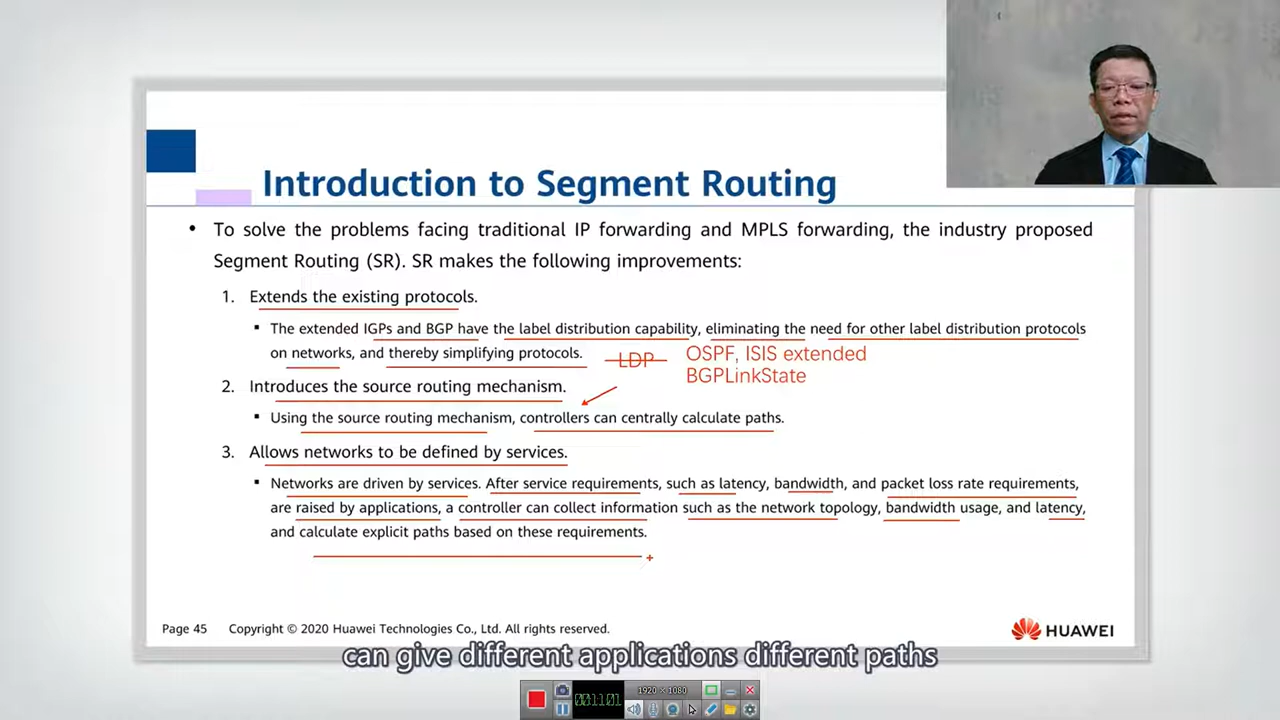 Introduction to Segment Routing
• To solve the problems facing traditional IP forwarding and MPLS forwarding, the industry proposed
Segment Routing (SR). SR makes the following improvements:
1. Extends the existing protocols.
▪ The extended IGPs and BGP have the label distribution capability, eliminating the need for other label distribution protocols
on networks, and thereby simplifying protocols.
LDP
OSPF, ISIS extended
BGPLinkState
2. Introduces the source routing mechanism.
▪ Using the source routing mechanism, controllers can centrally calculate paths.
3. Allows networks to be defined by services.
▪ Networks are driven by services. After service requirements, such as latency, bandwidth, and packet loss rate requirements,
are raised by applications, a controller can collect information such as the network topology, bandwidth usage, and latency,
and calculate explicit paths based on these requirements.
Page 45 Copyright © 2020 Huawei Technologies Co., Ltd. All rights reserved.
HUAWEI
can give different applications different paths
1920 × 1080
00:11:01